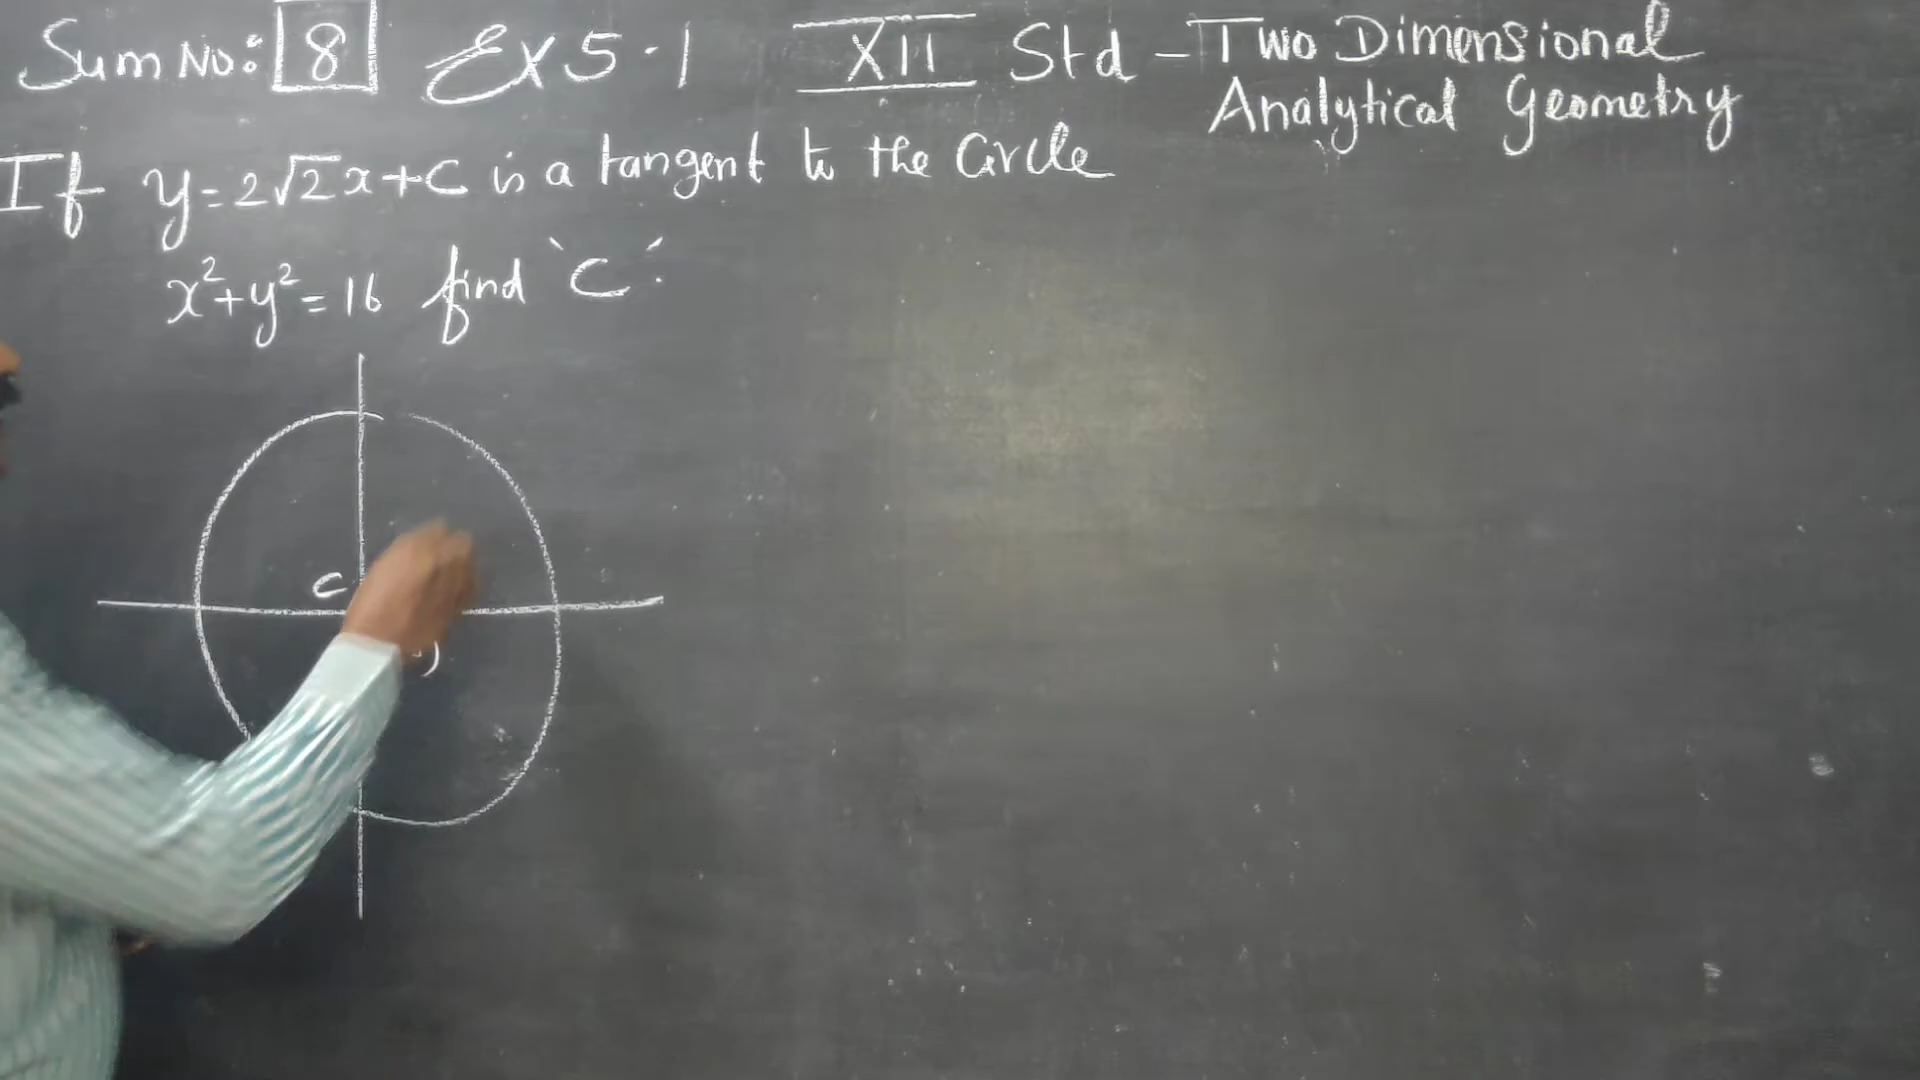 Sum No: 8 Ex 5.1 XII Std - Two Dimensional
Analytical Geometry
If y=2√2x+C is a tangent to the Circle
x²+y²=16 find 'C'.
C
)